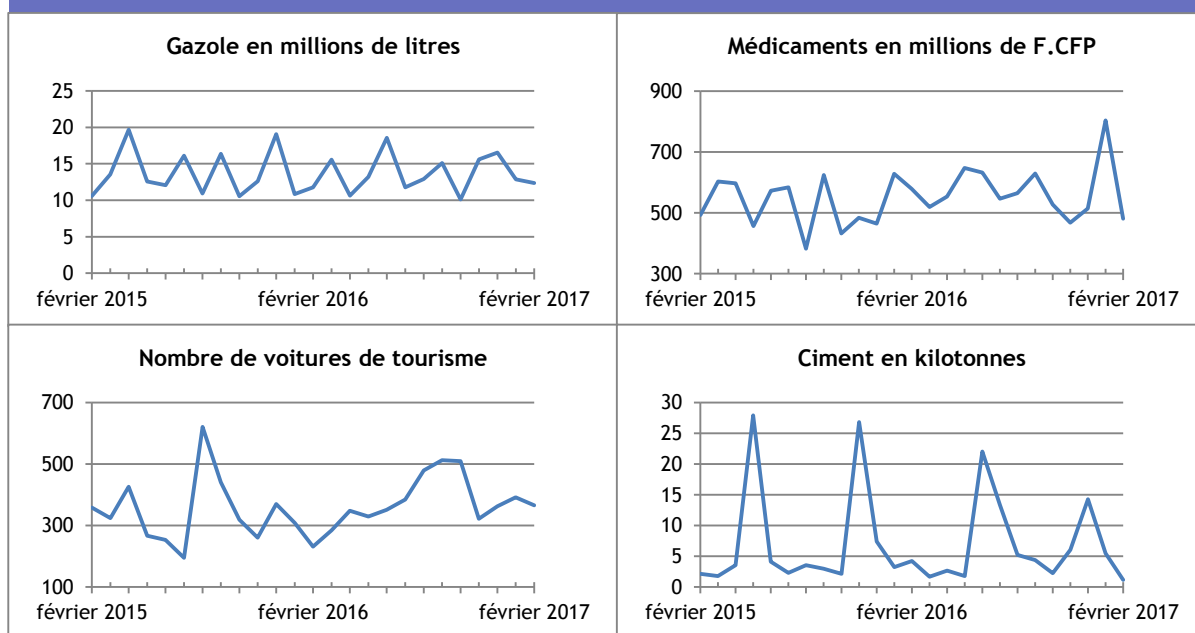 Gazole en millions de litres
25
20
15
10
5
0
février 2015 février 2016 février 2017
Médicaments en millions de F.CFP
900
700
500
300
février 2015 février 2016 février 2017
Nombre de voitures de tourisme
700
500
300
100
février 2015 février 2016 février 2017
Ciment en kilotonnes
30
25
20
15
10
5
0
février 2015 février 2016 février 2017